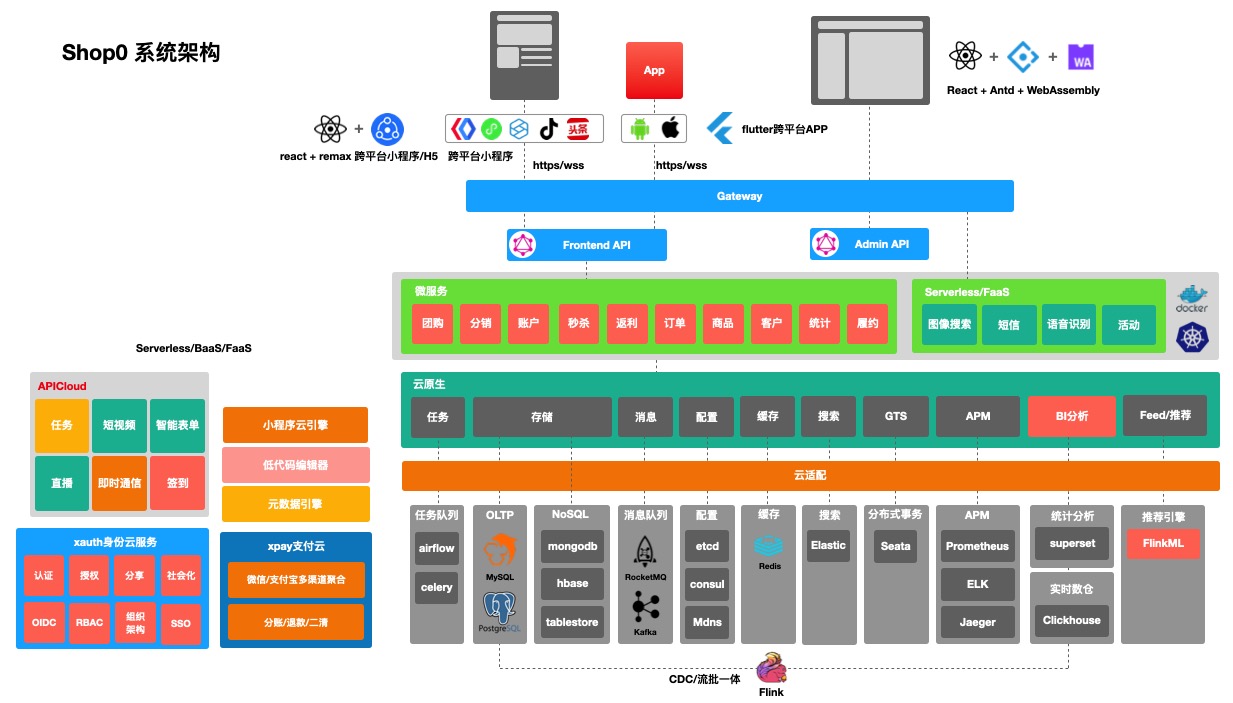 Shop0 系统架构
App
React + Antd + WebAssembly
WA
头条
flutter跨平台APP
react + remax 跨平台小程序/H5
跨平台小程序
https/wss
https/wss
Gateway
Frontend API
Admin API
微服务
团购
分销
账户
秒杀
返利
订单
商品
客户
统计
履约
Serverless/FaaS
图像搜索
短信
语音识别
活动
docker
Serverless/BaaS/FaaS
APICloud
任务
短视频
智能表单
直播
即时通信
签到
小程序云引擎
低代码编辑器
元数据引擎
xauth身份云服务
认证
授权
分享
社会化
OIDC
RBAC
组织
架构
SSO
xpay支付云
微信/支付宝多渠道聚合
分账/退款/二清
云原生
任务
存储
消息
配置
缓存
搜索
GTS
APM
BI分析
Feed/推荐
云适配
任务队列
airflow
celery
OLTP
MySQL
PostgreSQL
NoSQL
mongodb
hbase
tablestore
消息队列
RocketMQ
Kafka
配置
etcd
consul
Mdns
缓存
Redis
搜索
Elastic
分布式事务
Seata
APM
Prometheus
ELK
Jaeger
统计分析
superset
实时数仓
Clickhouse
推荐引擎
FlinkML
CDC/流批一体
Flink